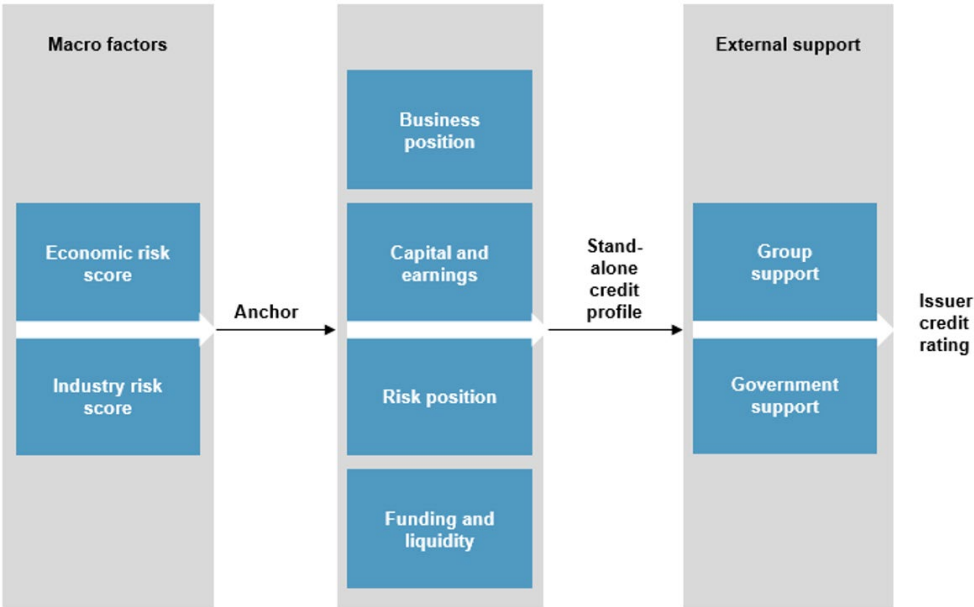 Macro factors
Economic risk
score
Industry risk
score
Anchor
Business
position
Capital and
earnings
Risk position
Funding and
liquidity
Stand-
alone
credit
profile
External support
Group
support
Government
support
Issuer
credit
rating